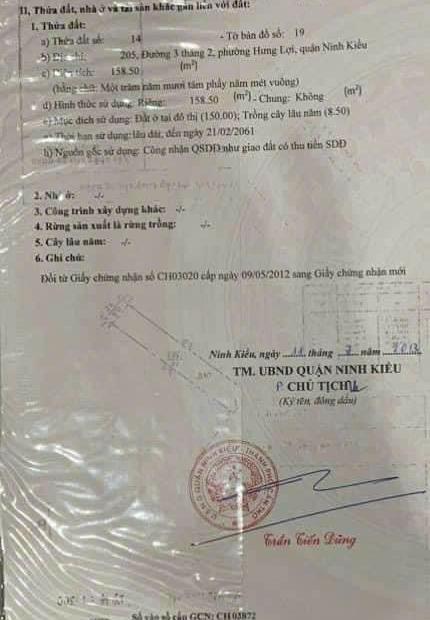 II, Thửa đất, nhà ở và tài sản khác gắn liền với đất:
1. Thửa đất:
a) Thửa đất số: 14 - Tờ bản đồ số: 19
b) Địa chỉ: 205, Đường 3 tháng 2, phường Hưng Lợi, quận Ninh Kiều
c) Diện tích: 158.50 (m²)
(bằng chữ: Một trăm năm mươi tám phẩy năm mét vuông)
d) Hình thức sử dụng: Riêng: 158.50 (m²) - Chung: Không (m²)
e) Mục đích sử dụng: Đất ở tại đô thị (150.00); Trồng cây lâu năm (8.50)
Thời hạn sử dụng: lâu dài, đến ngày 21/02/2061
h) Nguồn gốc sử dụng: Công nhận QSDĐ như giao đất có thu tiền SDĐ
2. Nhà ở: -/-
3. Công trình xây dựng khác: -/-
4. Rừng sản xuất là rừng trồng: -/-
5. Cây lâu năm: -/-
6. Ghi chú:
Đổi từ Giấy chứng nhận số CH03020 cấp ngày 09/05/2012 sang Giấy chứng nhận mới
Ninh Kiều, ngày 11 tháng 7 năm 2013
TM. UBND QUẬN NINH KIỀU
P. CHỦ TỊCH
(Ký tên, đóng dấu)
Trần Tiến Dũng
Số vào sổ cấp GCN: CH03872